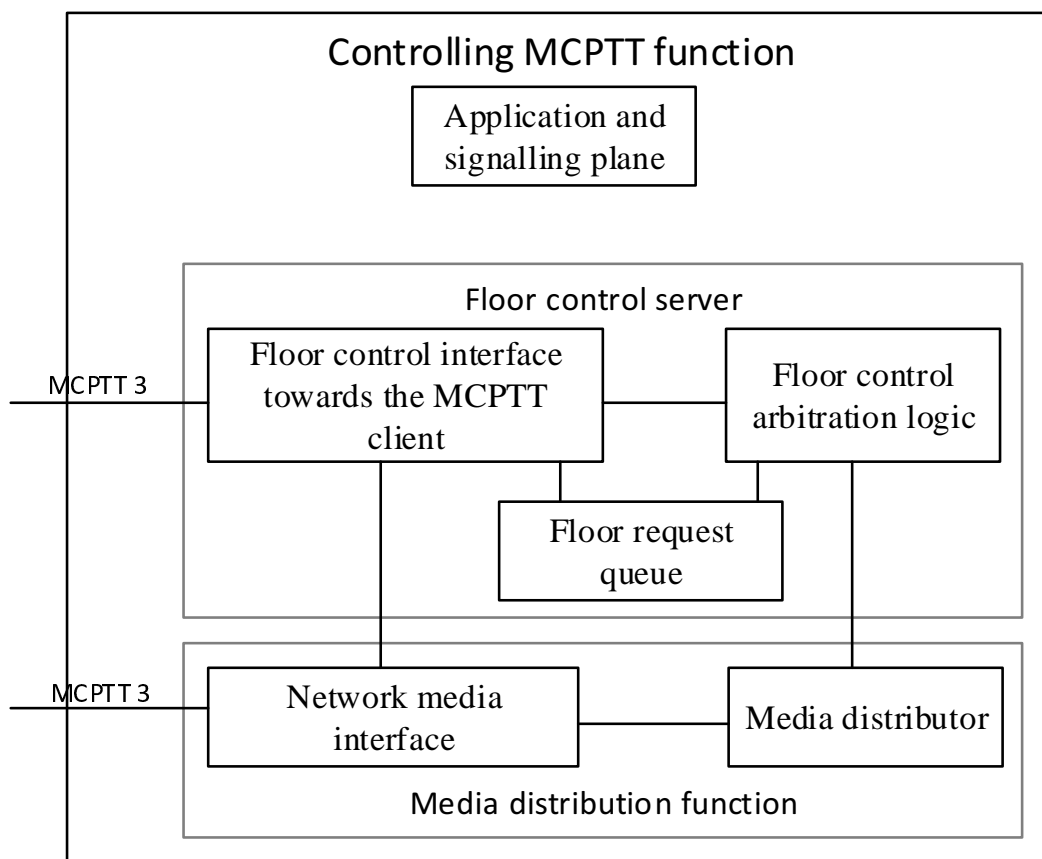 Controlling MCPTT function
Application and
signalling plane
Floor control server
Floor control interface
towards the MCPTT
client
Floor control
arbitration logic
MCPTT 3
Floor request
queue
MCPTT 3
Network media
interface
Media distributor
Media distribution function